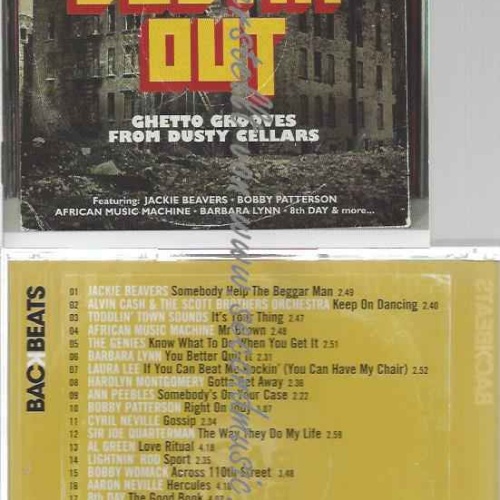 OUT
GHETTO GROOVES
FROM DUSTY CELLARS
Featuring: JACKIE BEAVERS • BOBBY PATTERSON
AFRICAN MUSIC MACHINE • BARBARA LYNN • 8th DAY & more...
BACKBEATS
BACKBEATS
01 JACKIE BEAVERS Somebody Help The Beggar Man 2.49
02 ALVIN CASH & THE SCOTT BROTHERS ORCHESTRA Keep On Dancing 2.40
03 TODDLIN' TOWN SOUNDS It's Your Thing 2.47
04 AFRICAN MUSIC MACHINE Mr Brown 2.48
05 THE GENIES Know What To Do When You Get It 2.51
06 BARBARA LYNN You Better Quit It 2.31
07 LAURA LEE If You Can Beat Me Rockin' (You Can Have My Chair) 2.52
08 HAROLYN MONTGOMERY Gotta Get Away 2.36
09 ANN PEEBLES Somebody's On Your Case 2.22
10 BOBBY PATTERSON Right On Jody
11 CYRIL NEVILLE Gossip 2.34
12 SIR JOE QUARTERMAN The Way They Do My Life 2.59
13 AL GREEN Love Ritual 4.18
14 LIGHTNIN' ROD Sport 2.35
15 BOBBY WOMACK Across 110th Street 3.48
16 AARON NEVILLE Hercules 4.10
17 8th DAY The Good Book